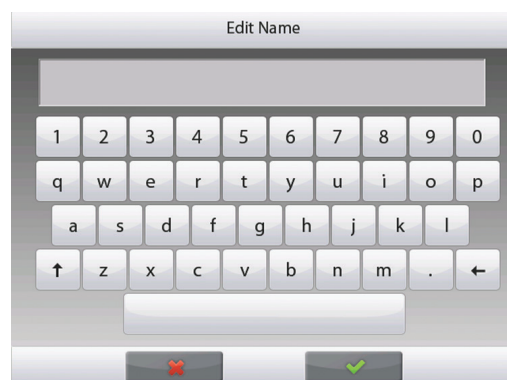 Edit Name
1 2 3 4 5 6 7 8 9 0
q w e r t y u i o p
a s d f g h j k l
↑ z x c v b n m . ←